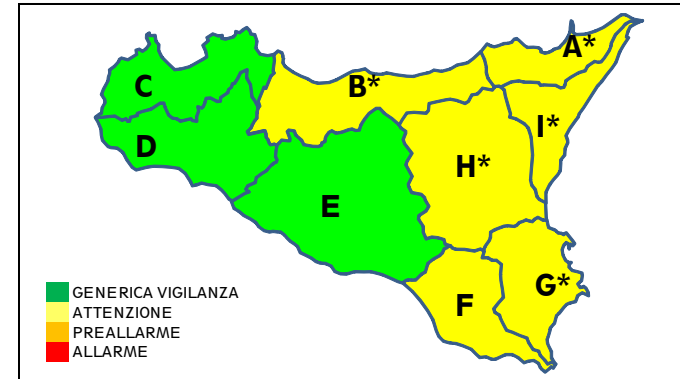 A*
C
B*
I*
D
H*
E
G*
F
GENERICA VIGILANZA
ATTENZIONE
PREALLARME
ALLARME